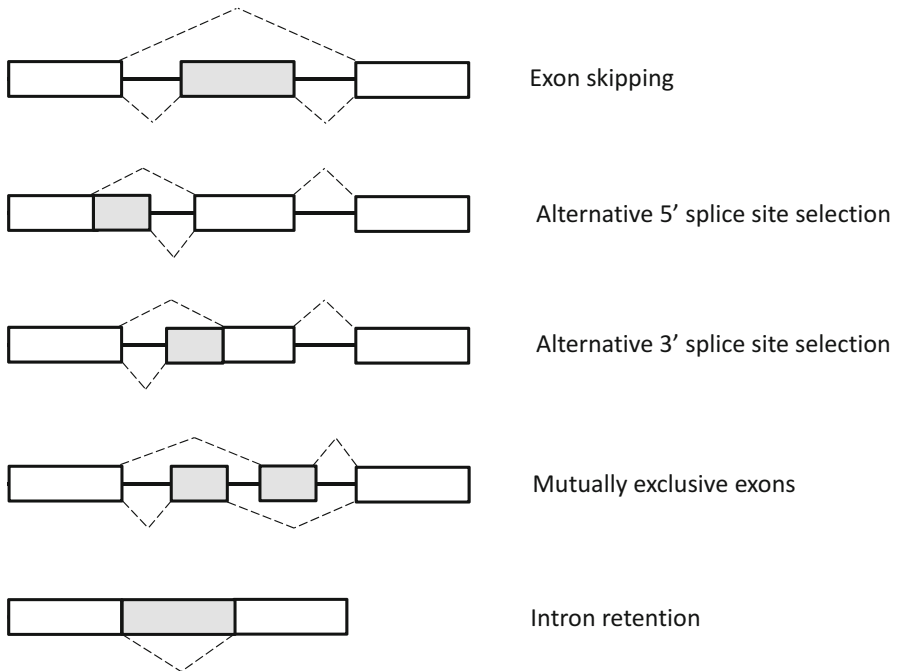 Exon skipping
Alternative 5’ splice site selection
Alternative 3’ splice site selection
Mutually exclusive exons
Intron retention